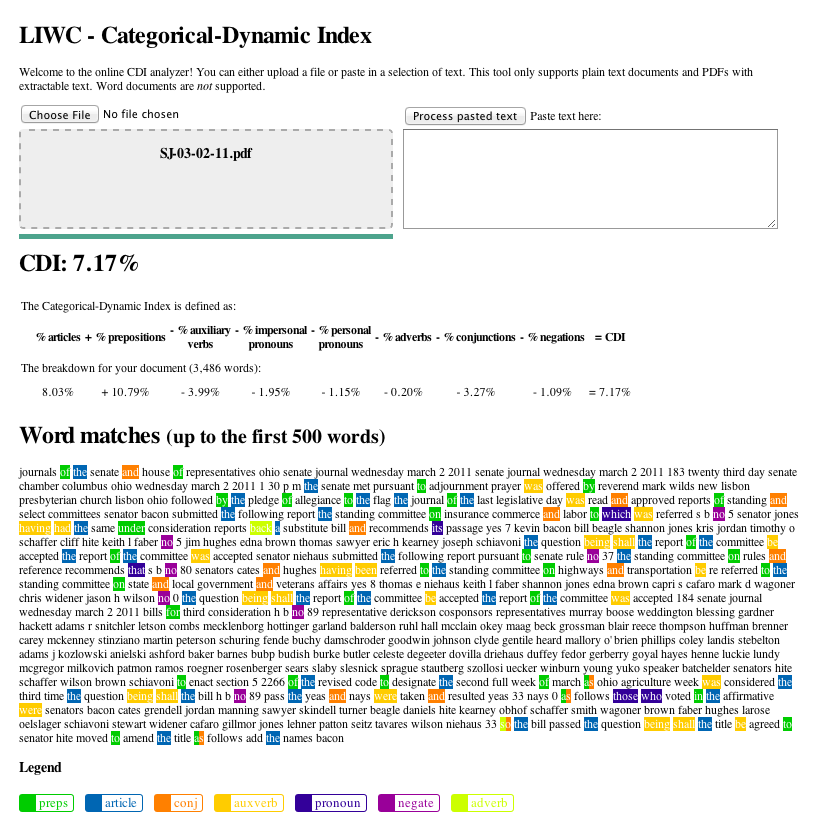 LIWC - Categorical-Dynamic Index
Welcome to the online CDI analyzer! You can either upload a file or paste in a selection of text. This tool only supports plain text documents and PDFs with
extractable text. Word documents are not supported.
Choose File No file chosen
Process pasted text Paste text here:
SJ-03-02-11.pdf
CDI: 7.17%
The Categorical-Dynamic Index is defined as:
% articles + % prepositions - % auxiliary verbs - % impersonal pronouns - % personal pronouns - % adverbs - % conjunctions - % negations = CDI
The breakdown for your document (3,486 words):
8.03% + 10.79% - 3.99% - 1.95% - 1.15% - 0.20% - 3.27% - 1.09% = 7.17%
Word matches (up to the first 500 words)
journals of the senate and house of representatives ohio senate journal wednesday march 2 2011 senate journal wednesday march 2 2011 183 twenty third day senate
chamber columbus ohio wednesday march 2 2011 1 30 p m the senate met pursuant to adjournment prayer was offered by reverend mark wilds new lisbon
presbyterian church lisbon ohio followed by the pledge of allegiance to the flag the journal of the last legislative day was read and approved reports of standing and
select committees senator bacon submitted the following report the standing committee on insurance commerce and labor to which was referred s b no 5 senator jones
having had the same under consideration reports back a substitute bill and recommends its passage yes 7 kevin bacon bill beagle shannon jones kris jordan timothy o
schaffer cliff hite keith l faber no 5 jim hughes edna brown thomas sawyer eric h kearney joseph schiavoni the question being shall the report of the committee be
accepted the report of the committee was accepted senator niehaus submitted the following report pursuant to senate rule no 37 the standing committee on rules and
reference recommends that s b no 80 senators cates and hughes having been referred to the standing committee on highways and transportation be re referred to the
standing committee on state and local government and veterans affairs yes 8 thomas e niehaus keith l faber shannon jones edna brown capri s cafaro mark d wagoner
chris widener jason h wilson no 0 the question being shall the report of the committee be accepted the report of the committee was accepted 184 senate journal
wednesday march 2 2011 bills for third consideration h b no 89 representative derickson cosponsors representatives murray boose weddington blessing gardner
hackett adams r snitchler letson combs mecklenborg hottinger garland balderson ruhl hall mcclain okey maag beck grossman blair reece thompson huffman brenner
carey mckenney stinziano martin peterson schuring fende buchy damschroder goodwin johnson clyde gentile heard mallory o'brien phillips coley landis stebelton
adams j kozlowski anielski ashford baker barnes bubp budish burke butler celeste degeeter dovilla driehaus duffey fedor gerberry goyal hayes henne luckie lundy
mcgregor milkovich patmon ramos roegner rosenberger sears slaby slesnick sprague stautberg szollosi uecker winburn young yuko speaker batchelder senators hite
schaffer wilson brown schiavoni to enact section 5 2266 of the revised code to designate the second full week of march as ohio agriculture week was considered the
third time the question being shall the bill h b no 89 pass the yeas and nays were taken and resulted yeas 33 nays 0 as follows those who voted in the affirmative
were senators bacon cates grendell jordan manning sawyer skindell turner beagle daniels hite kearney obhof schaffer smith wagoner brown faber hughes larose
oelslager schiavoni stewart widener cafaro gillmor jones lehner patton seitz tavares wilson niehaus 33 so the bill passed the question being shall the title be agreed to
senator hite moved to amend the title as follows add the names bacon
Legend
preps article conj auxverb pronoun negate adverb